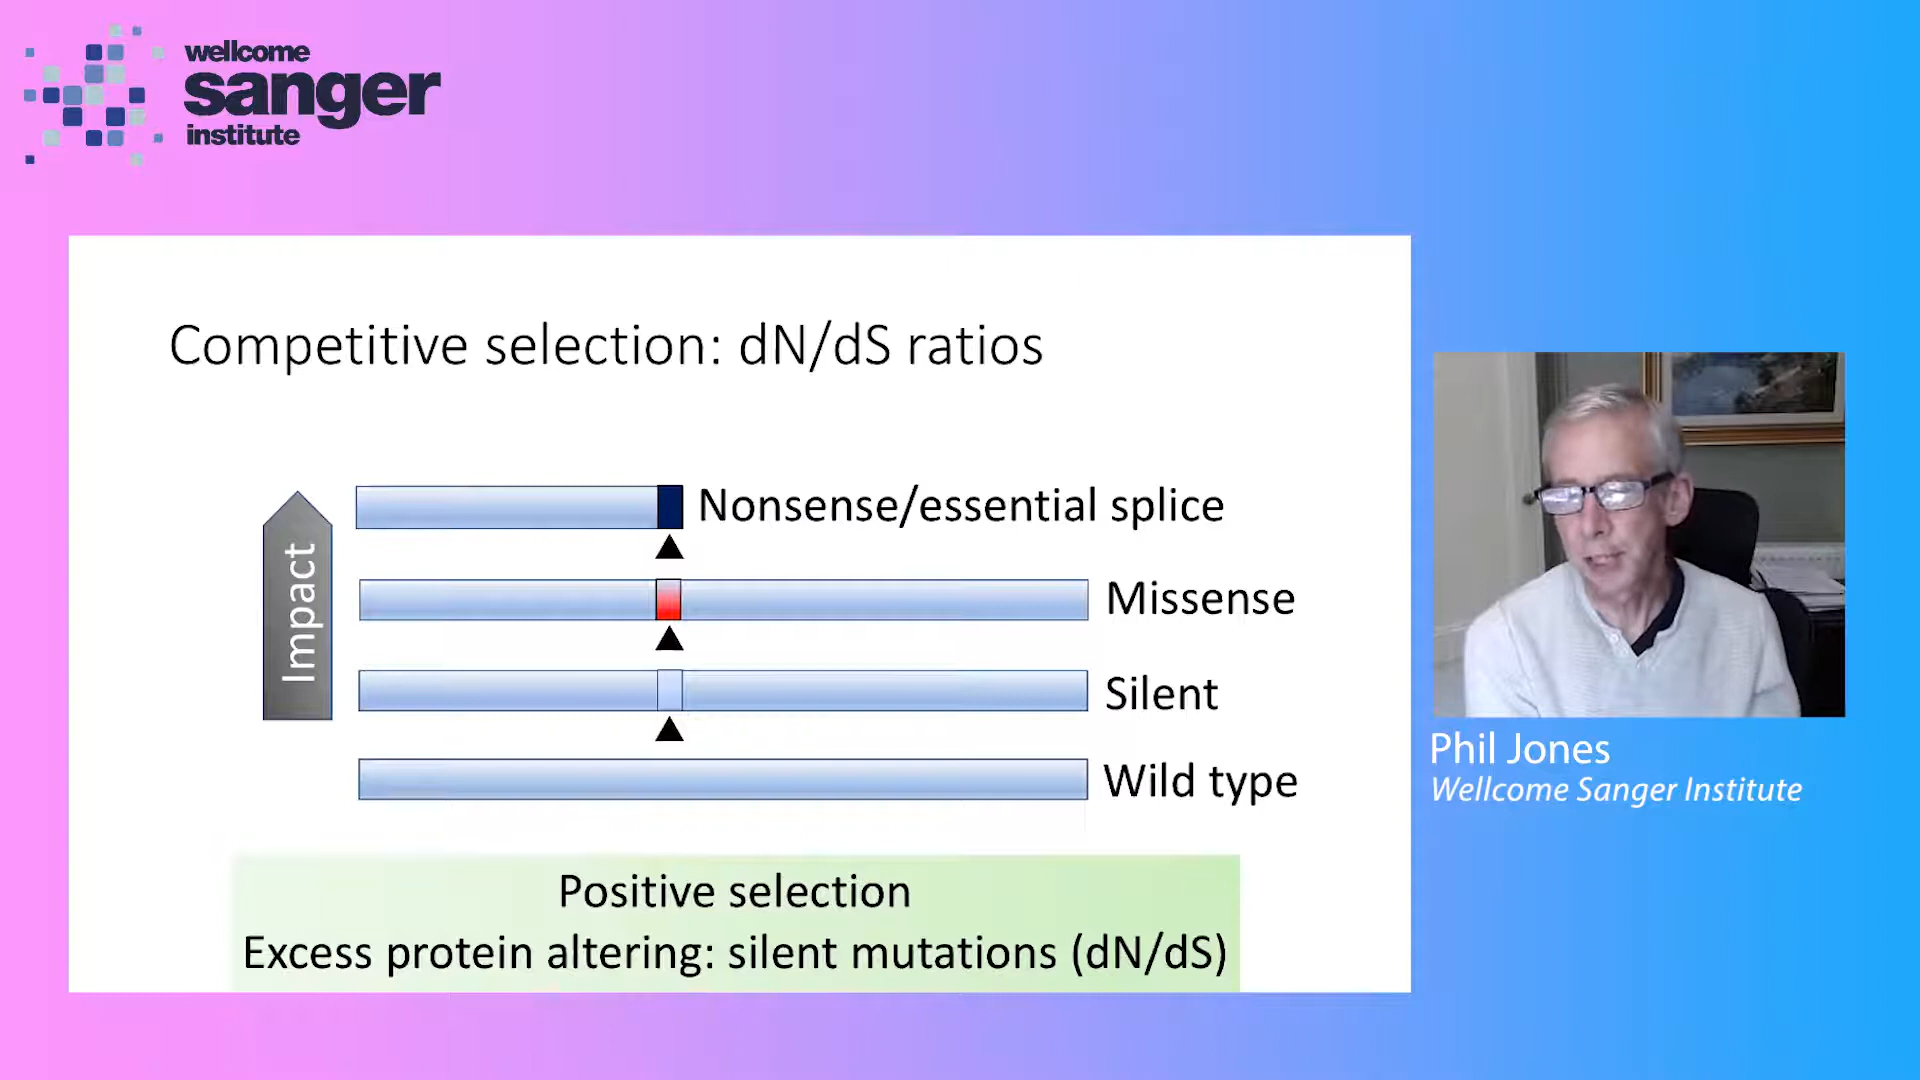 wellcome
sanger
institute
Competitive selection: dN/dS ratios
Impact
Nonsense/essential splice
Missense
Silent
Wild type
Positive selection
Excess protein altering: silent mutations (dN/dS)
Phil Jones
Wellcome Sanger Institute